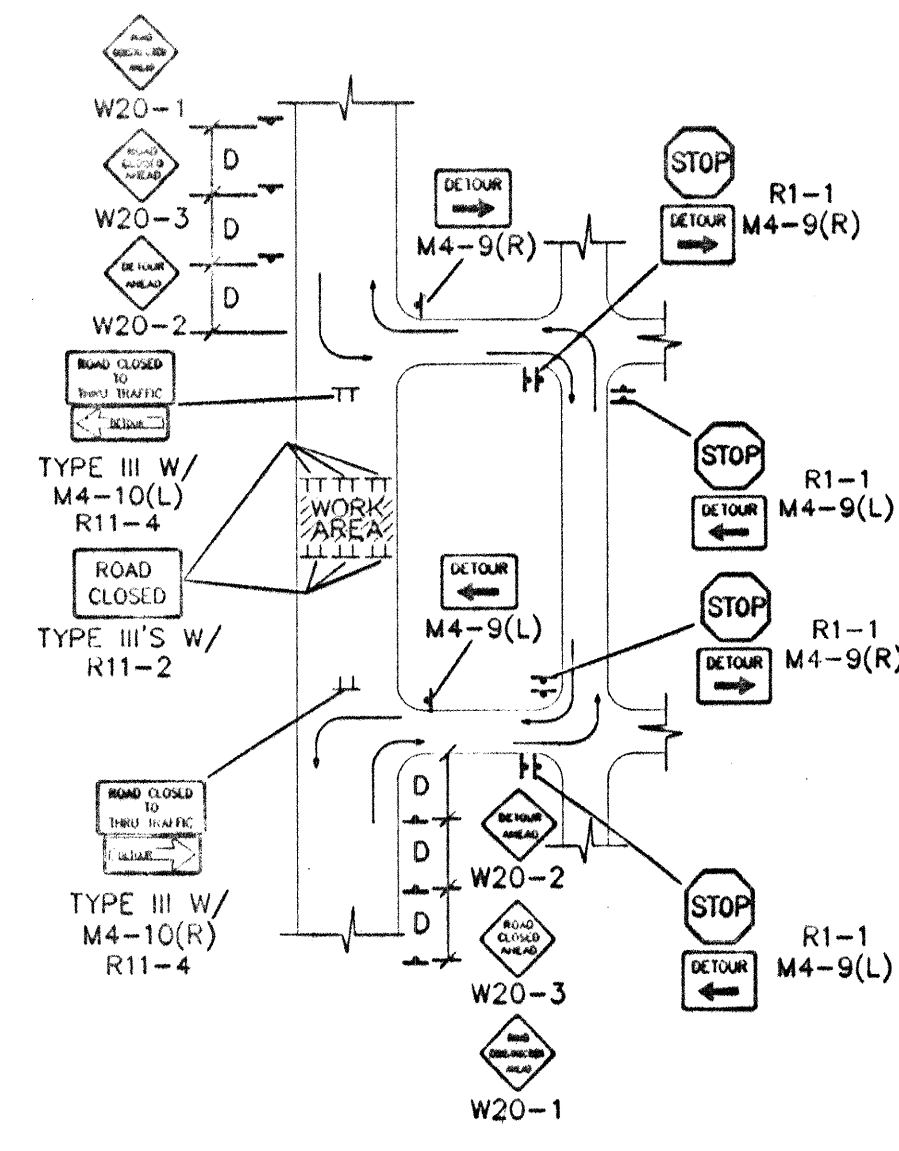 ROAD
CONSTRUCTION
AHEAD
W20-1
ROAD
CLOSED
AHEAD
W20-3
DETOUR
AHEAD
W20-2
D
D
D
DETOUR
M4-9(R)
STOP
DETOUR
R1-1
M4-9(R)
ROAD CLOSED
TO
THRU TRAFFIC
DETOUR
TYPE III W/
M4-10(L)
R11-4
WORK
AREA
ROAD
CLOSED
TYPE III'S W/
R11-2
STOP
DETOUR
R1-1
M4-9(L)
DETOUR
M4-9(L)
STOP
DETOUR
R1-1
M4-9(R)
ROAD CLOSED
TO
THRU TRAFFIC
DETOUR
TYPE III W/
M4-10(R)
R11-4
D
D
D
DETOUR
AHEAD
W20-2
ROAD
CLOSED
AHEAD
W20-3
ROAD
CONSTRUCTION
AHEAD
W20-1
STOP
DETOUR
R1-1
M4-9(L)